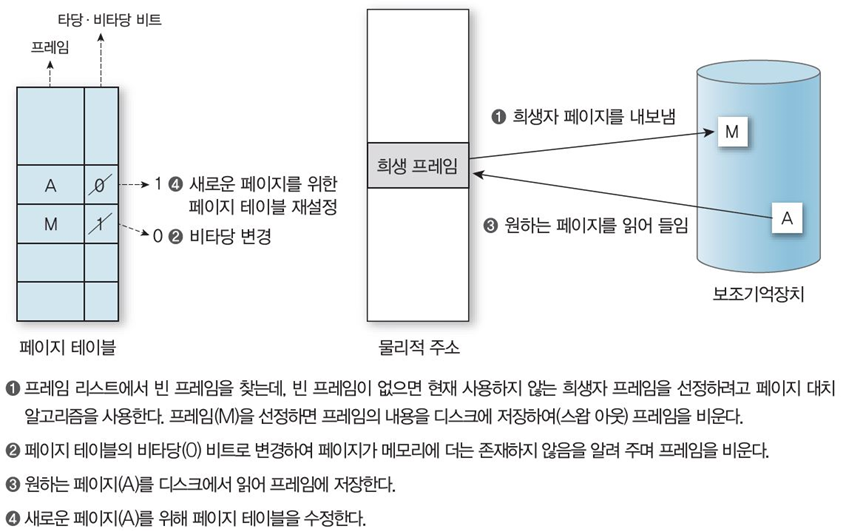 타당·비타당 비트
프레임
A 0 1 ❹ 새로운 페이지를 위한
페이지 테이블 재설정
M 1 0 ❷ 비타당 변경
페이지 테이블
희생 프레임
물리적 주소
❶ 희생자 페이지를 내보냄
❸ 원하는 페이지를 읽어 들임
M
A
보조기억장치
❶ 프레임 리스트에서 빈 프레임을 찾는데, 빈 프레임이 없으면 현재 사용하지 않는 희생자 프레임을 선정하려고 페이지 대치
알고리즘을 사용한다. 프레임(M)을 선정하면 프레임의 내용을 디스크에 저장하여(스왑 아웃) 프레임을 비운다.
❷ 페이지 테이블의 비타당(0) 비트로 변경하여 페이지가 메모리에 더는 존재하지 않음을 알려 주며 프레임을 비운다.
❸ 원하는 페이지(A)를 디스크에서 읽어 프레임에 저장한다.
❹ 새로운 페이지(A)를 위해 페이지 테이블을 수정한다.